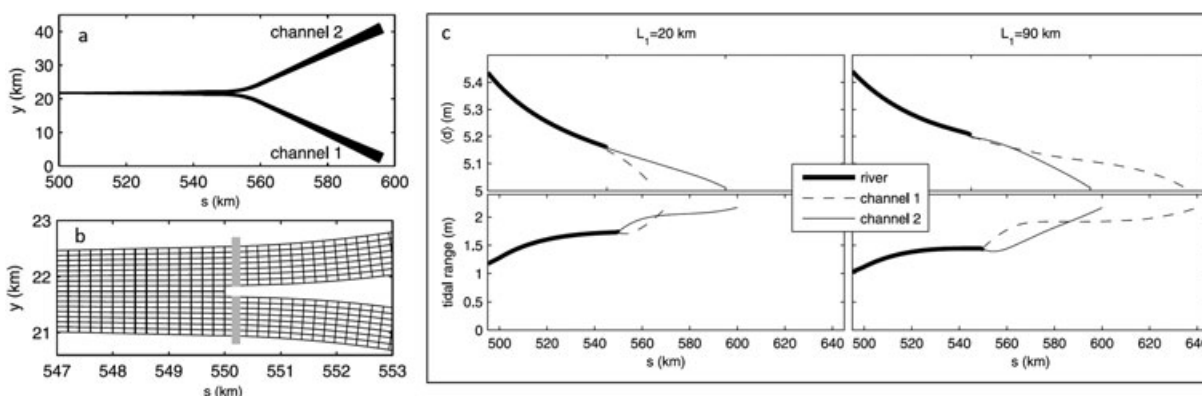 a
channel 2
channel 1
y (km)
40
30
20
10
0
500 520 540 560 580 600
s (km)
b
y (km)
23
22
21
547 548 549 550 551 552 553
s (km)
c
L₁=20 km
L₁=90 km
⟨d⟩ (m)
5.4
5.3
5.2
5.1
5
river
channel 1
channel 2
tidal range (m)
2
1.5
1
0.5
0
500 520 540 560 580 600 620 640
s (km)
500 520 540 560 580 600 620 640
s (km)